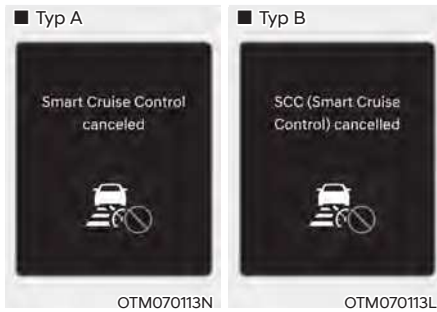 ■ Typ A
Smart Cruise Control
canceled
OTM070113N
■ Typ B
SCC (Smart Cruise
Control) cancelled
OTM070113L